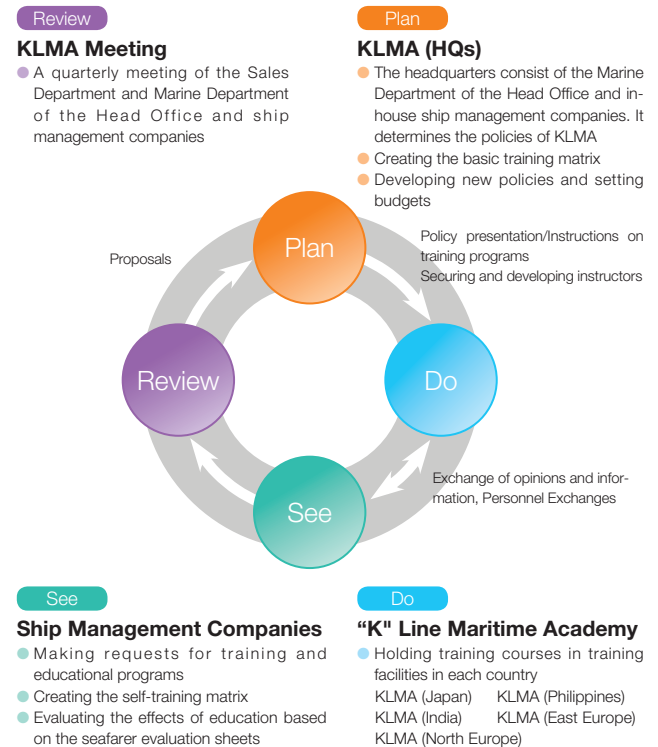 Review
KLMA Meeting
A quarterly meeting of the Sales
Department and Marine Department
of the Head Office and ship
management companies
Plan
KLMA (HQs)
The headquarters consist of the Marine
Department of the Head Office and in-
house ship management companies. It
determines the policies of KLMA
Creating the basic training matrix
Developing new policies and setting
budgets
Plan
Proposals
Policy presentation/Instructions on
training programs
Securing and developing instructors
Review
Do
See
Exchange of opinions and infor-
mation, Personnel Exchanges
See
Ship Management Companies
Making requests for training and
educational programs
Creating the self-training matrix
Evaluating the effects of education based
on the seafarer evaluation sheets
Do
“K" Line Maritime Academy
Holding training courses in training
facilities in each country
KLMA (Japan) KLMA (Philippines)
KLMA (India) KLMA (East Europe)
KLMA (North Europe)